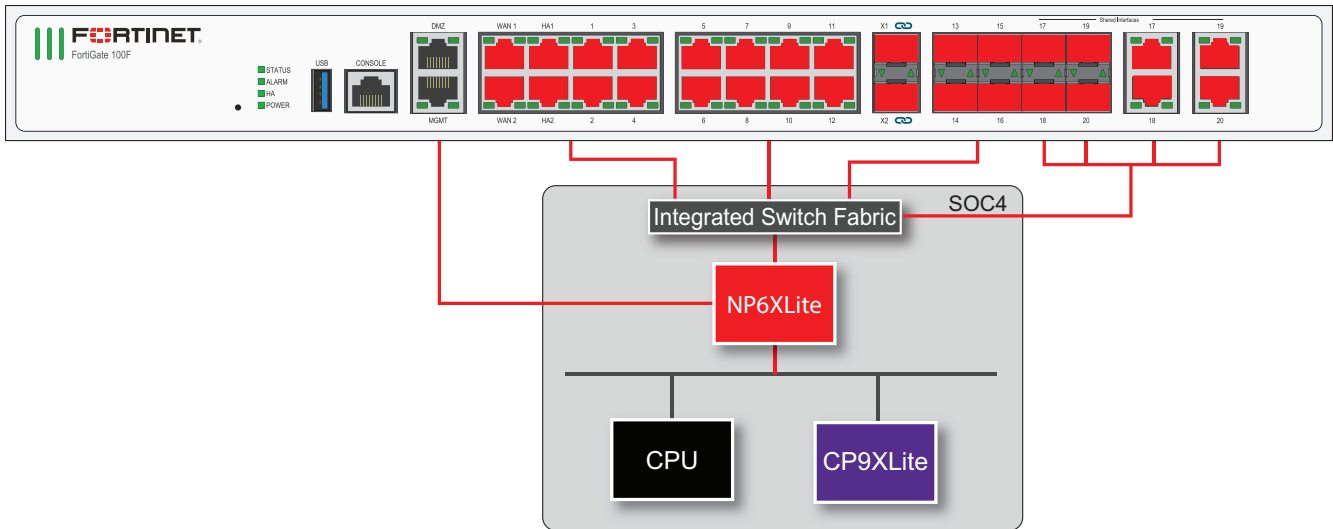 FORTINET.
FortiGate 100F
STATUS
ALARM
HA
POWER
USB
CONSOLE
DMZ
MGMT
WAN 1 HA1 1 3
WAN 2 HA2 2 4
5 7 9 11
6 8 10 12
X1
X2
Shared Interfaces
13 15 17 19
14 16 18 20
17 19
18 20
SOC4
Integrated Switch Fabric
NP6XLite
CPU
CP9XLite